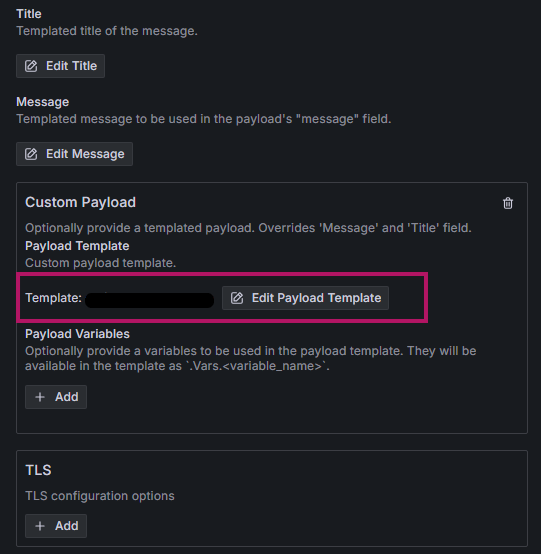 Title
Templated title of the message.
Edit Title
Message
Templated message to be used in the payload's "message" field.
Edit Message
Custom Payload
Optionally provide a templated payload. Overrides 'Message' and 'Title' field.
Payload Template
Custom payload template.
Template: Edit Payload Template
Payload Variables
Optionally provide a variables to be used in the payload template. They will be
available in the template as `.Vars.<variable_name>`.
+ Add
TLS
TLS configuration options
+ Add